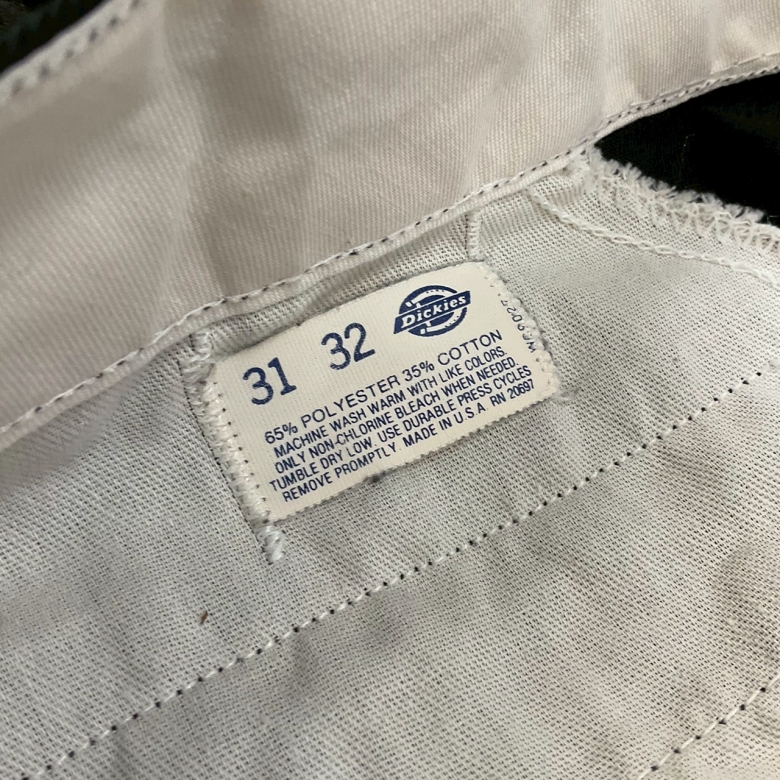 31 32 Dickies
65% POLYESTER 35% COTTON
MACHINE WASH WARM WITH LIKE COLORS.
ONLY NON-CHLORINE BLEACH WHEN NEEDED.
TUMBLE DRY LOW. USE DURABLE PRESS CYCLES
REMOVE PROMPTLY. MADE IN U S A RN 20697